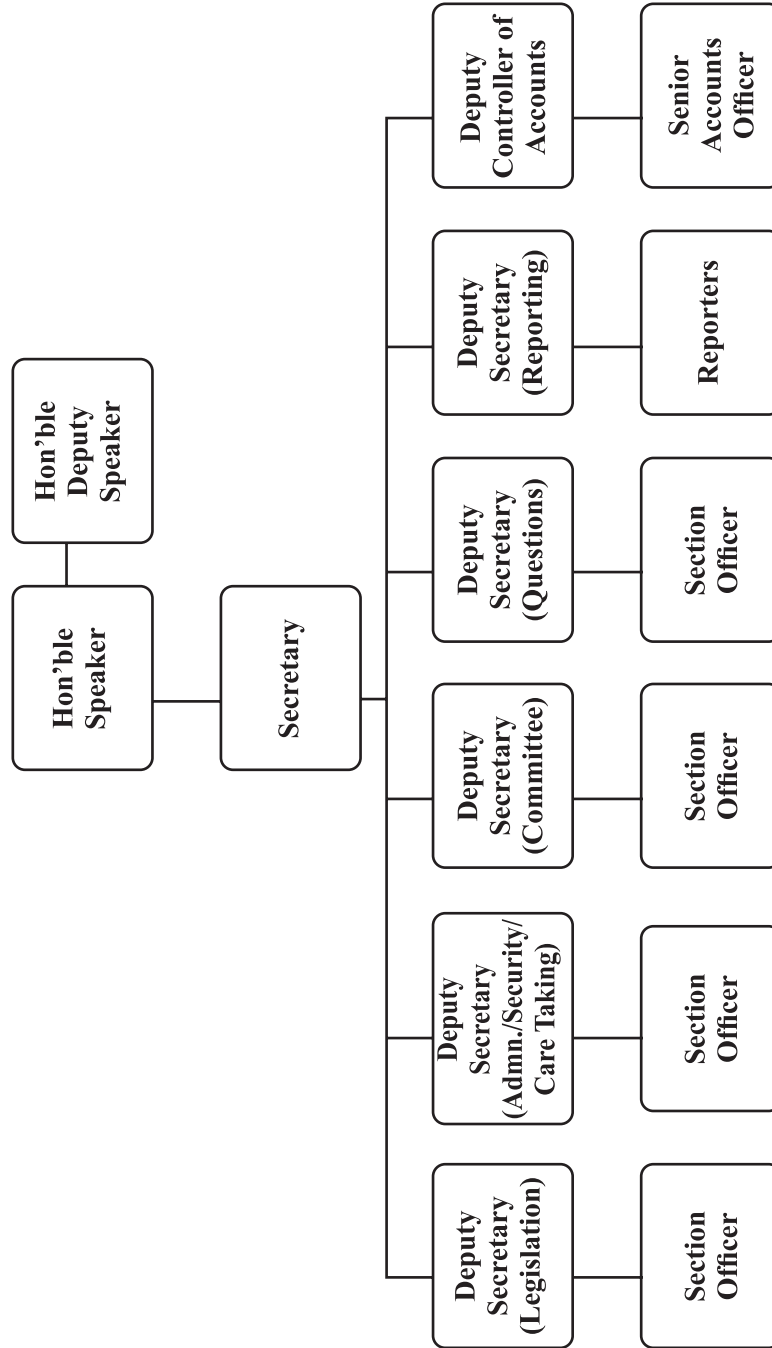 Hon’ble
Speaker
Hon’ble
Deputy
Speaker
Secretary
Deputy
Secretary
(Legislation)
Deputy
Secretary
(Admn./Security/
Care Taking)
Deputy
Secretary
(Committee)
Deputy
Secretary
(Questions)
Deputy
Secretary
(Reporting)
Deputy
Controller of
Accounts
Section
Officer
Section
Officer
Section
Officer
Section
Officer
Reporters
Senior
Accounts
Officer